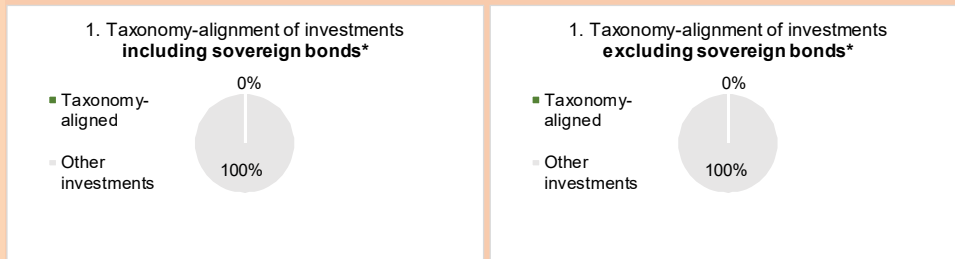 1. Taxonomy-alignment of investments
including sovereign bonds*
0%
Taxonomy-
aligned
Other
investments
100%
1. Taxonomy-alignment of investments
excluding sovereign bonds*
0%
Taxonomy-
aligned
Other
investments
100%